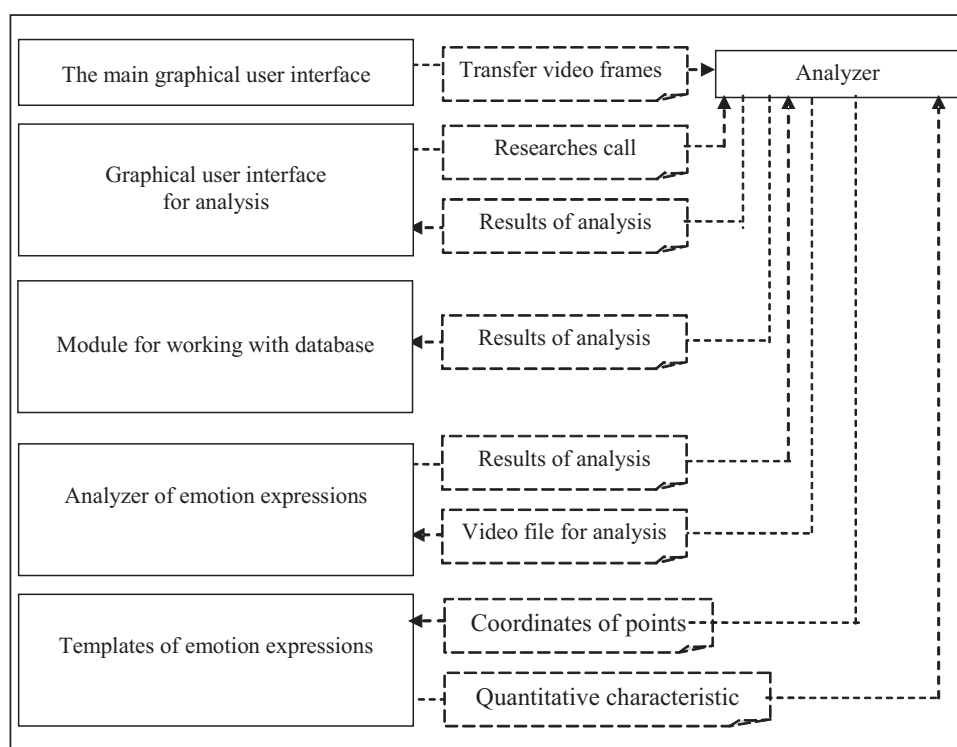 The main graphical user interface
Transfer video frames
Analyzer
Graphical user interface
for analysis
Researches call
Results of analysis
Module for working with database
Results of analysis
Analyzer of emotion expressions
Results of analysis
Video file for analysis
Templates of emotion expressions
Coordinates of points
Quantitative characteristic